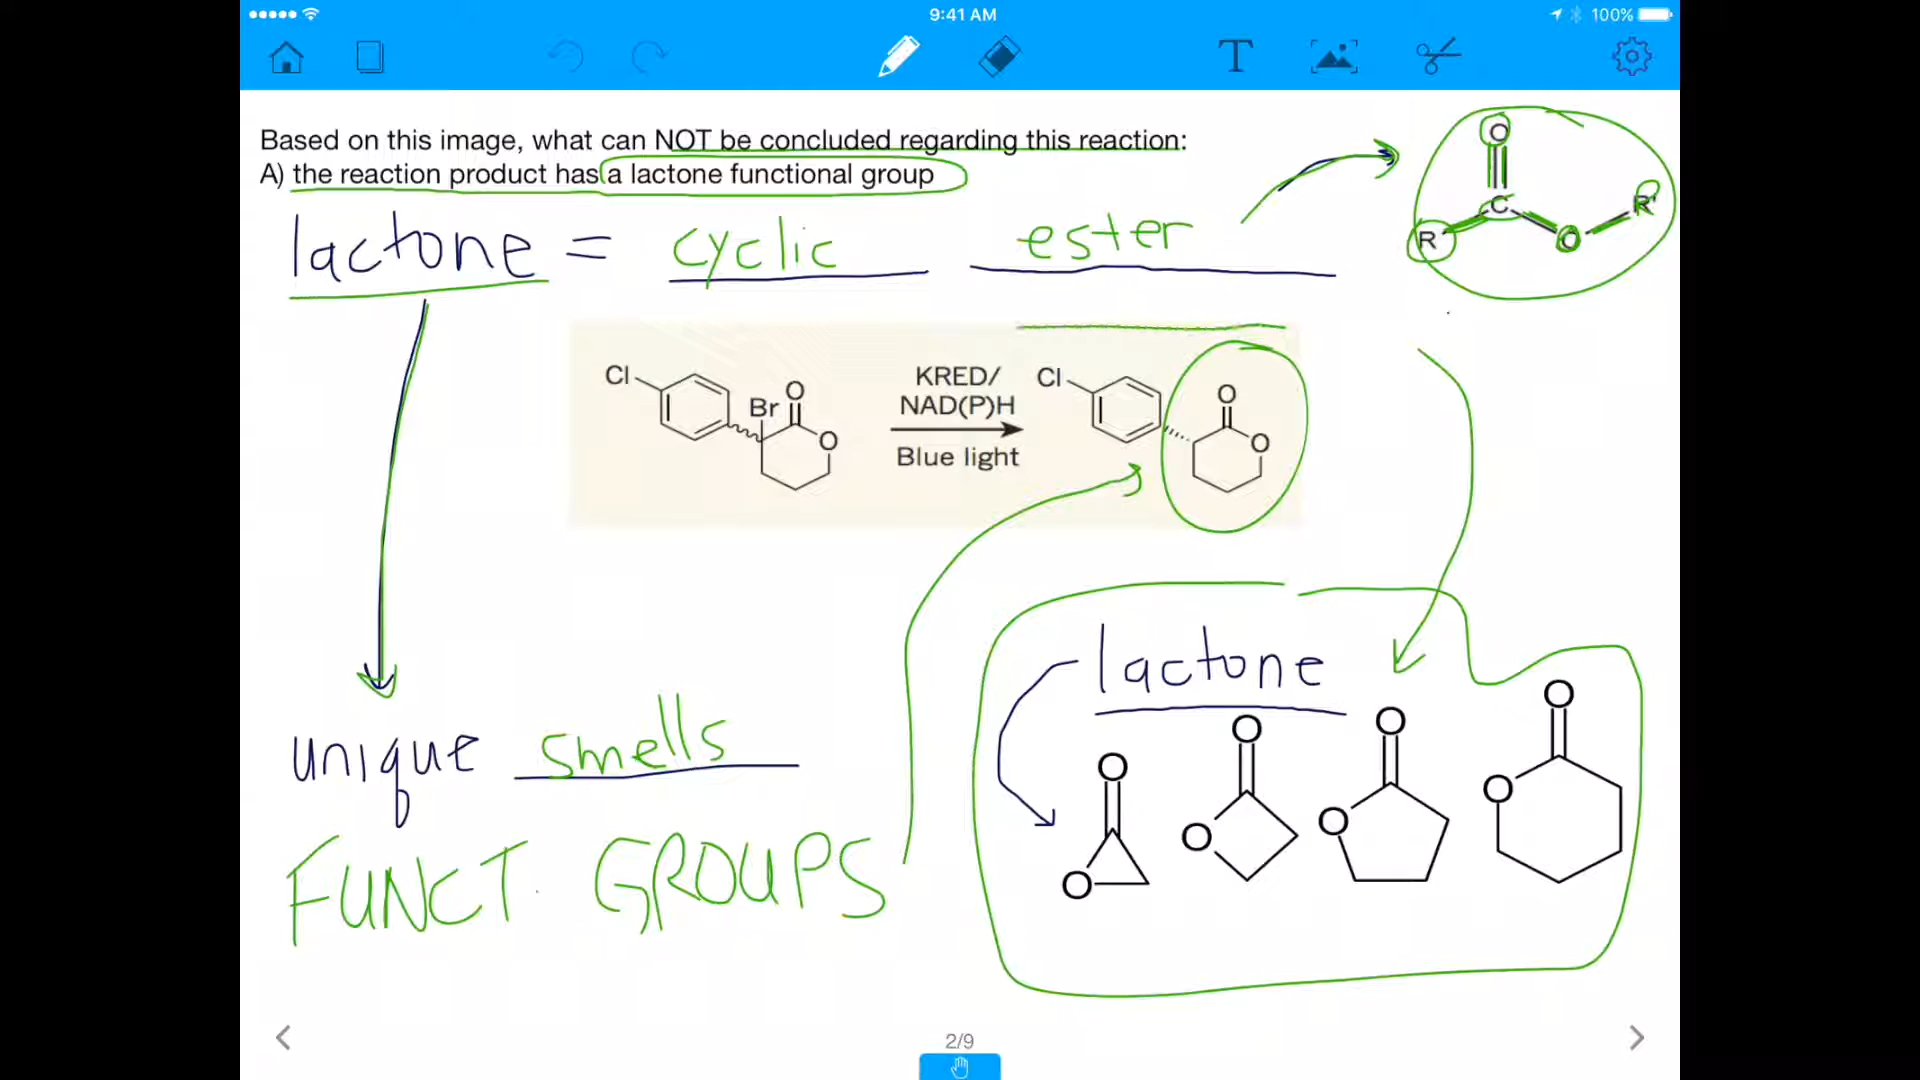 9:41 AM
100%
T
Based on this image, what can NOT be concluded regarding this reaction:
A) the reaction product has a lactone functional group
O
C
R
O
R'
lactone = cyclic ester
Cl
Br
O
O
KRED/
NAD(P)H
Blue light
Cl
O
O
lactone
O
O
O
O
O
O
O
O
unique smells
FUNCT. GROUPS
2/9